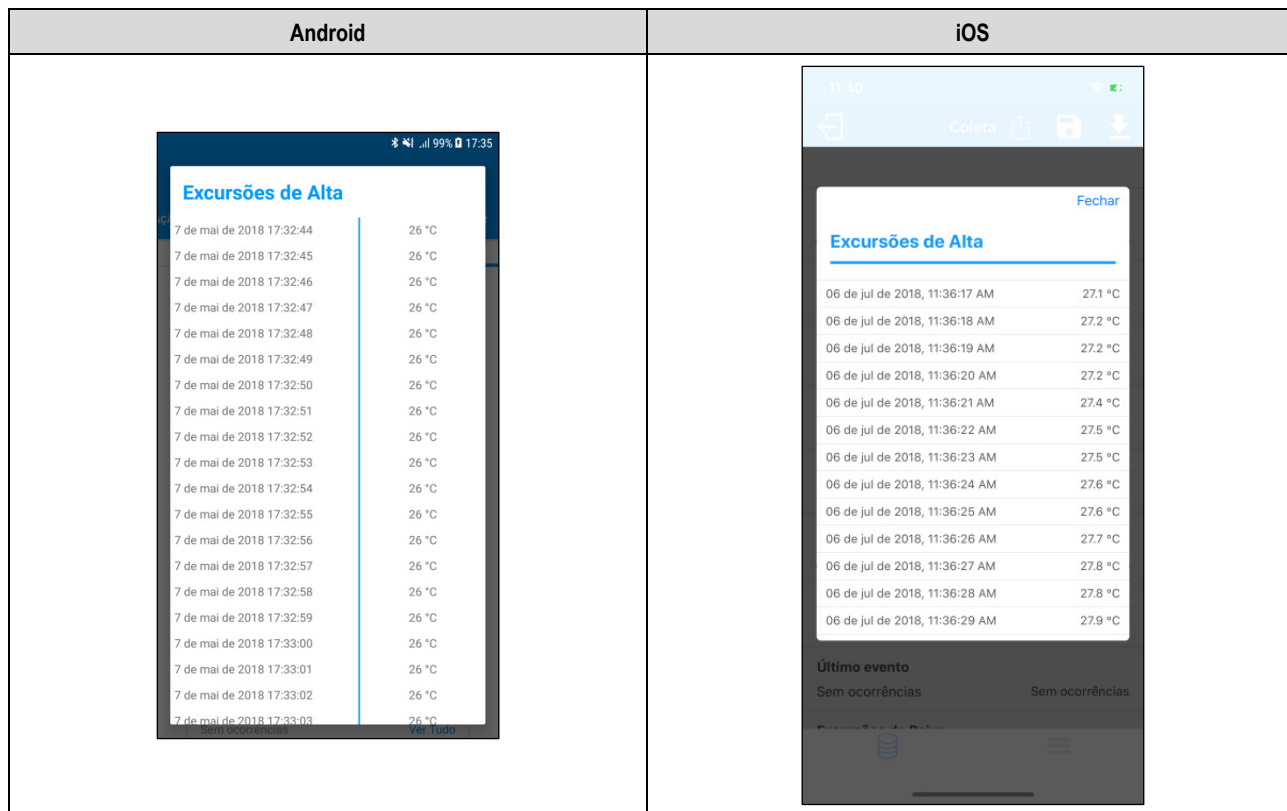 Android
iOS
99% 17:35
Excursões de Alta
7 de mai de 2018 17:32:44 26 °C
7 de mai de 2018 17:32:45 26 °C
7 de mai de 2018 17:32:46 26 °C
7 de mai de 2018 17:32:47 26 °C
7 de mai de 2018 17:32:48 26 °C
7 de mai de 2018 17:32:49 26 °C
7 de mai de 2018 17:32:50 26 °C
7 de mai de 2018 17:32:51 26 °C
7 de mai de 2018 17:32:52 26 °C
7 de mai de 2018 17:32:53 26 °C
7 de mai de 2018 17:32:54 26 °C
7 de mai de 2018 17:32:55 26 °C
7 de mai de 2018 17:32:56 26 °C
7 de mai de 2018 17:32:57 26 °C
7 de mai de 2018 17:32:58 26 °C
7 de mai de 2018 17:32:59 26 °C
7 de mai de 2018 17:33:00 26 °C
7 de mai de 2018 17:33:01 26 °C
7 de mai de 2018 17:33:02 26 °C
7 de mai de 2018 17:33:03 26 °C
Sem ocorrências Ver Tudo
11:40
Coleta
Fechar
Excursões de Alta
06 de jul de 2018, 11:36:17 AM 27.1 °C
06 de jul de 2018, 11:36:18 AM 27.2 °C
06 de jul de 2018, 11:36:19 AM 27.2 °C
06 de jul de 2018, 11:36:20 AM 27.2 °C
06 de jul de 2018, 11:36:21 AM 27.4 °C
06 de jul de 2018, 11:36:22 AM 27.5 °C
06 de jul de 2018, 11:36:23 AM 27.5 °C
06 de jul de 2018, 11:36:24 AM 27.6 °C
06 de jul de 2018, 11:36:25 AM 27.6 °C
06 de jul de 2018, 11:36:26 AM 27.7 °C
06 de jul de 2018, 11:36:27 AM 27.8 °C
06 de jul de 2018, 11:36:28 AM 27.8 °C
06 de jul de 2018, 11:36:29 AM 27.9 °C
Último evento
Sem ocorrências Sem ocorrências